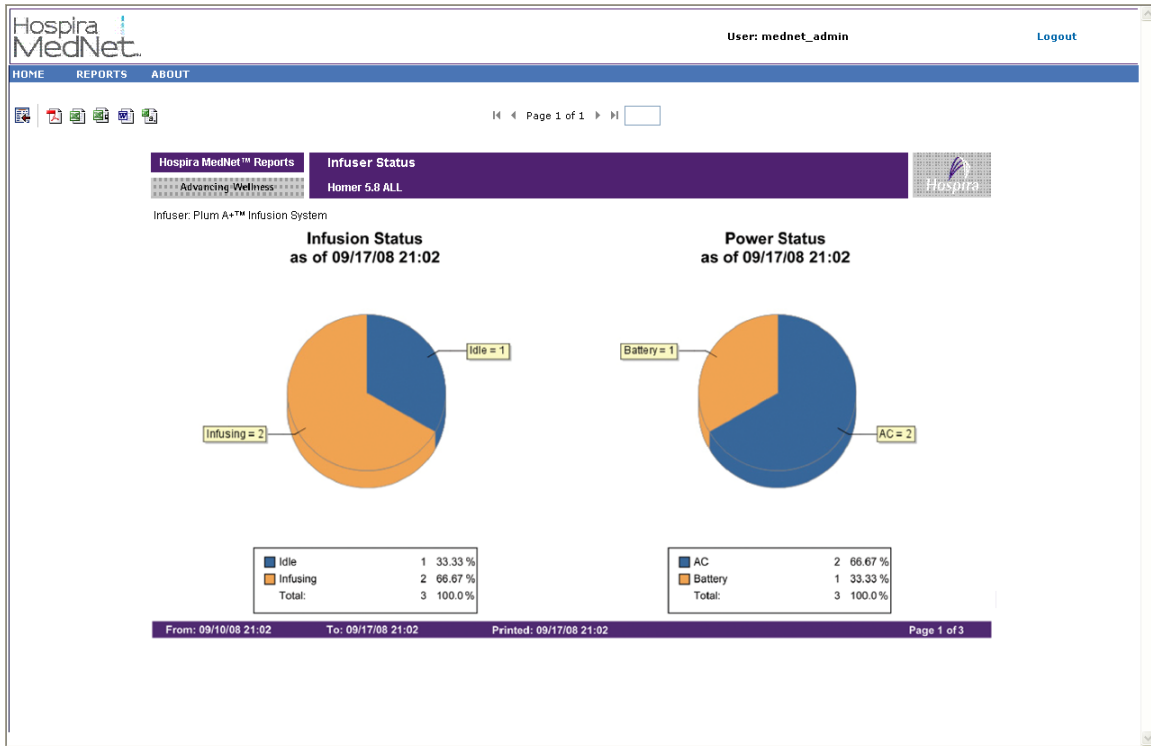 Hospira
MedNet™
User: mednet_admin
Logout
HOME REPORTS ABOUT
Page 1 of 1
Hospira MedNet™ Reports
Advancing Wellness
Infuser Status
Homer 5.8 ALL
Hospira
Infuser: Plum A+™ Infusion System
Infusion Status
as of 09/17/08 21:02
Idle = 1
Infusing = 2
Idle 1 33.33 %
Infusing 2 66.67 %
Total: 3 100.0 %
Power Status
as of 09/17/08 21:02
Battery = 1
AC = 2
AC 2 66.67 %
Battery 1 33.33 %
Total: 3 100.0 %
From: 09/10/08 21:02 To: 09/17/08 21:02 Printed: 09/17/08 21:02 Page 1 of 3